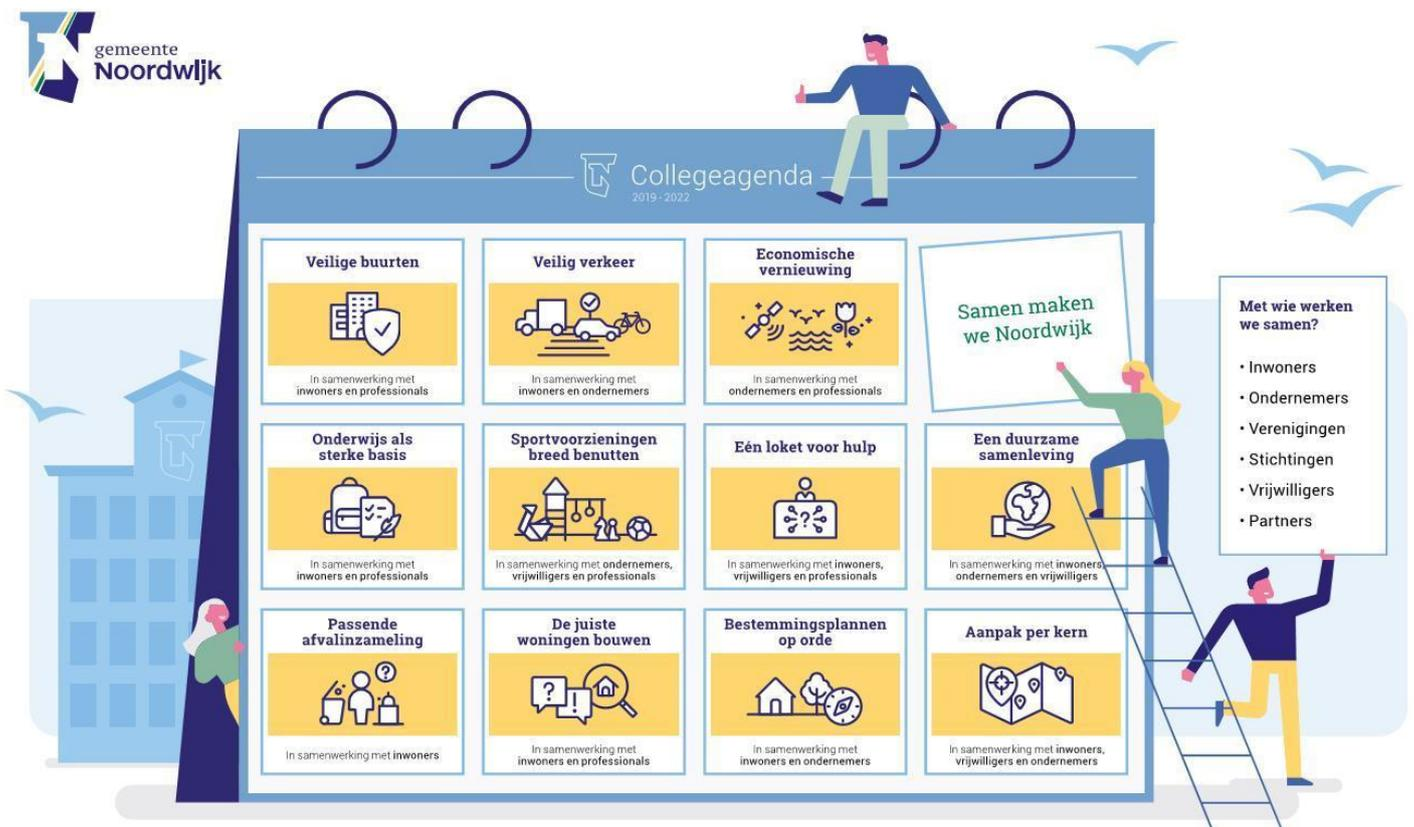 gemeente
Noordwijk
Collegeagenda
2019 - 2022
Veilige buurten
In samenwerking met
inwoners en professionals
Veilig verkeer
In samenwerking met
inwoners en ondernemers
Economische
vernieuwing
In samenwerking met
ondernemers en professionals
Samen maken
we Noordwijk
Onderwijs als
sterke basis
In samenwerking met
inwoners en professionals
Sportvoorzieningen
breed benutten
In samenwerking met ondernemers,
vrijwilligers en professionals
Eén loket voor hulp
In samenwerking met inwoners,
vrijwilligers en professionals
Een duurzame
samenleving
In samenwerking met inwoners,
ondernemers en vrijwilligers
Passende
afvalinzameling
In samenwerking met inwoners
De juiste
woningen bouwen
In samenwerking met
inwoners en professionals
Bestemmingsplannen
op orde
In samenwerking met
inwoners en ondernemers
Aanpak per kern
In samenwerking met inwoners,
vrijwilligers en ondernemers
Met wie werken
we samen?
• Inwoners
• Ondernemers
• Verenigingen
• Stichtingen
• Vrijwilligers
• Partners